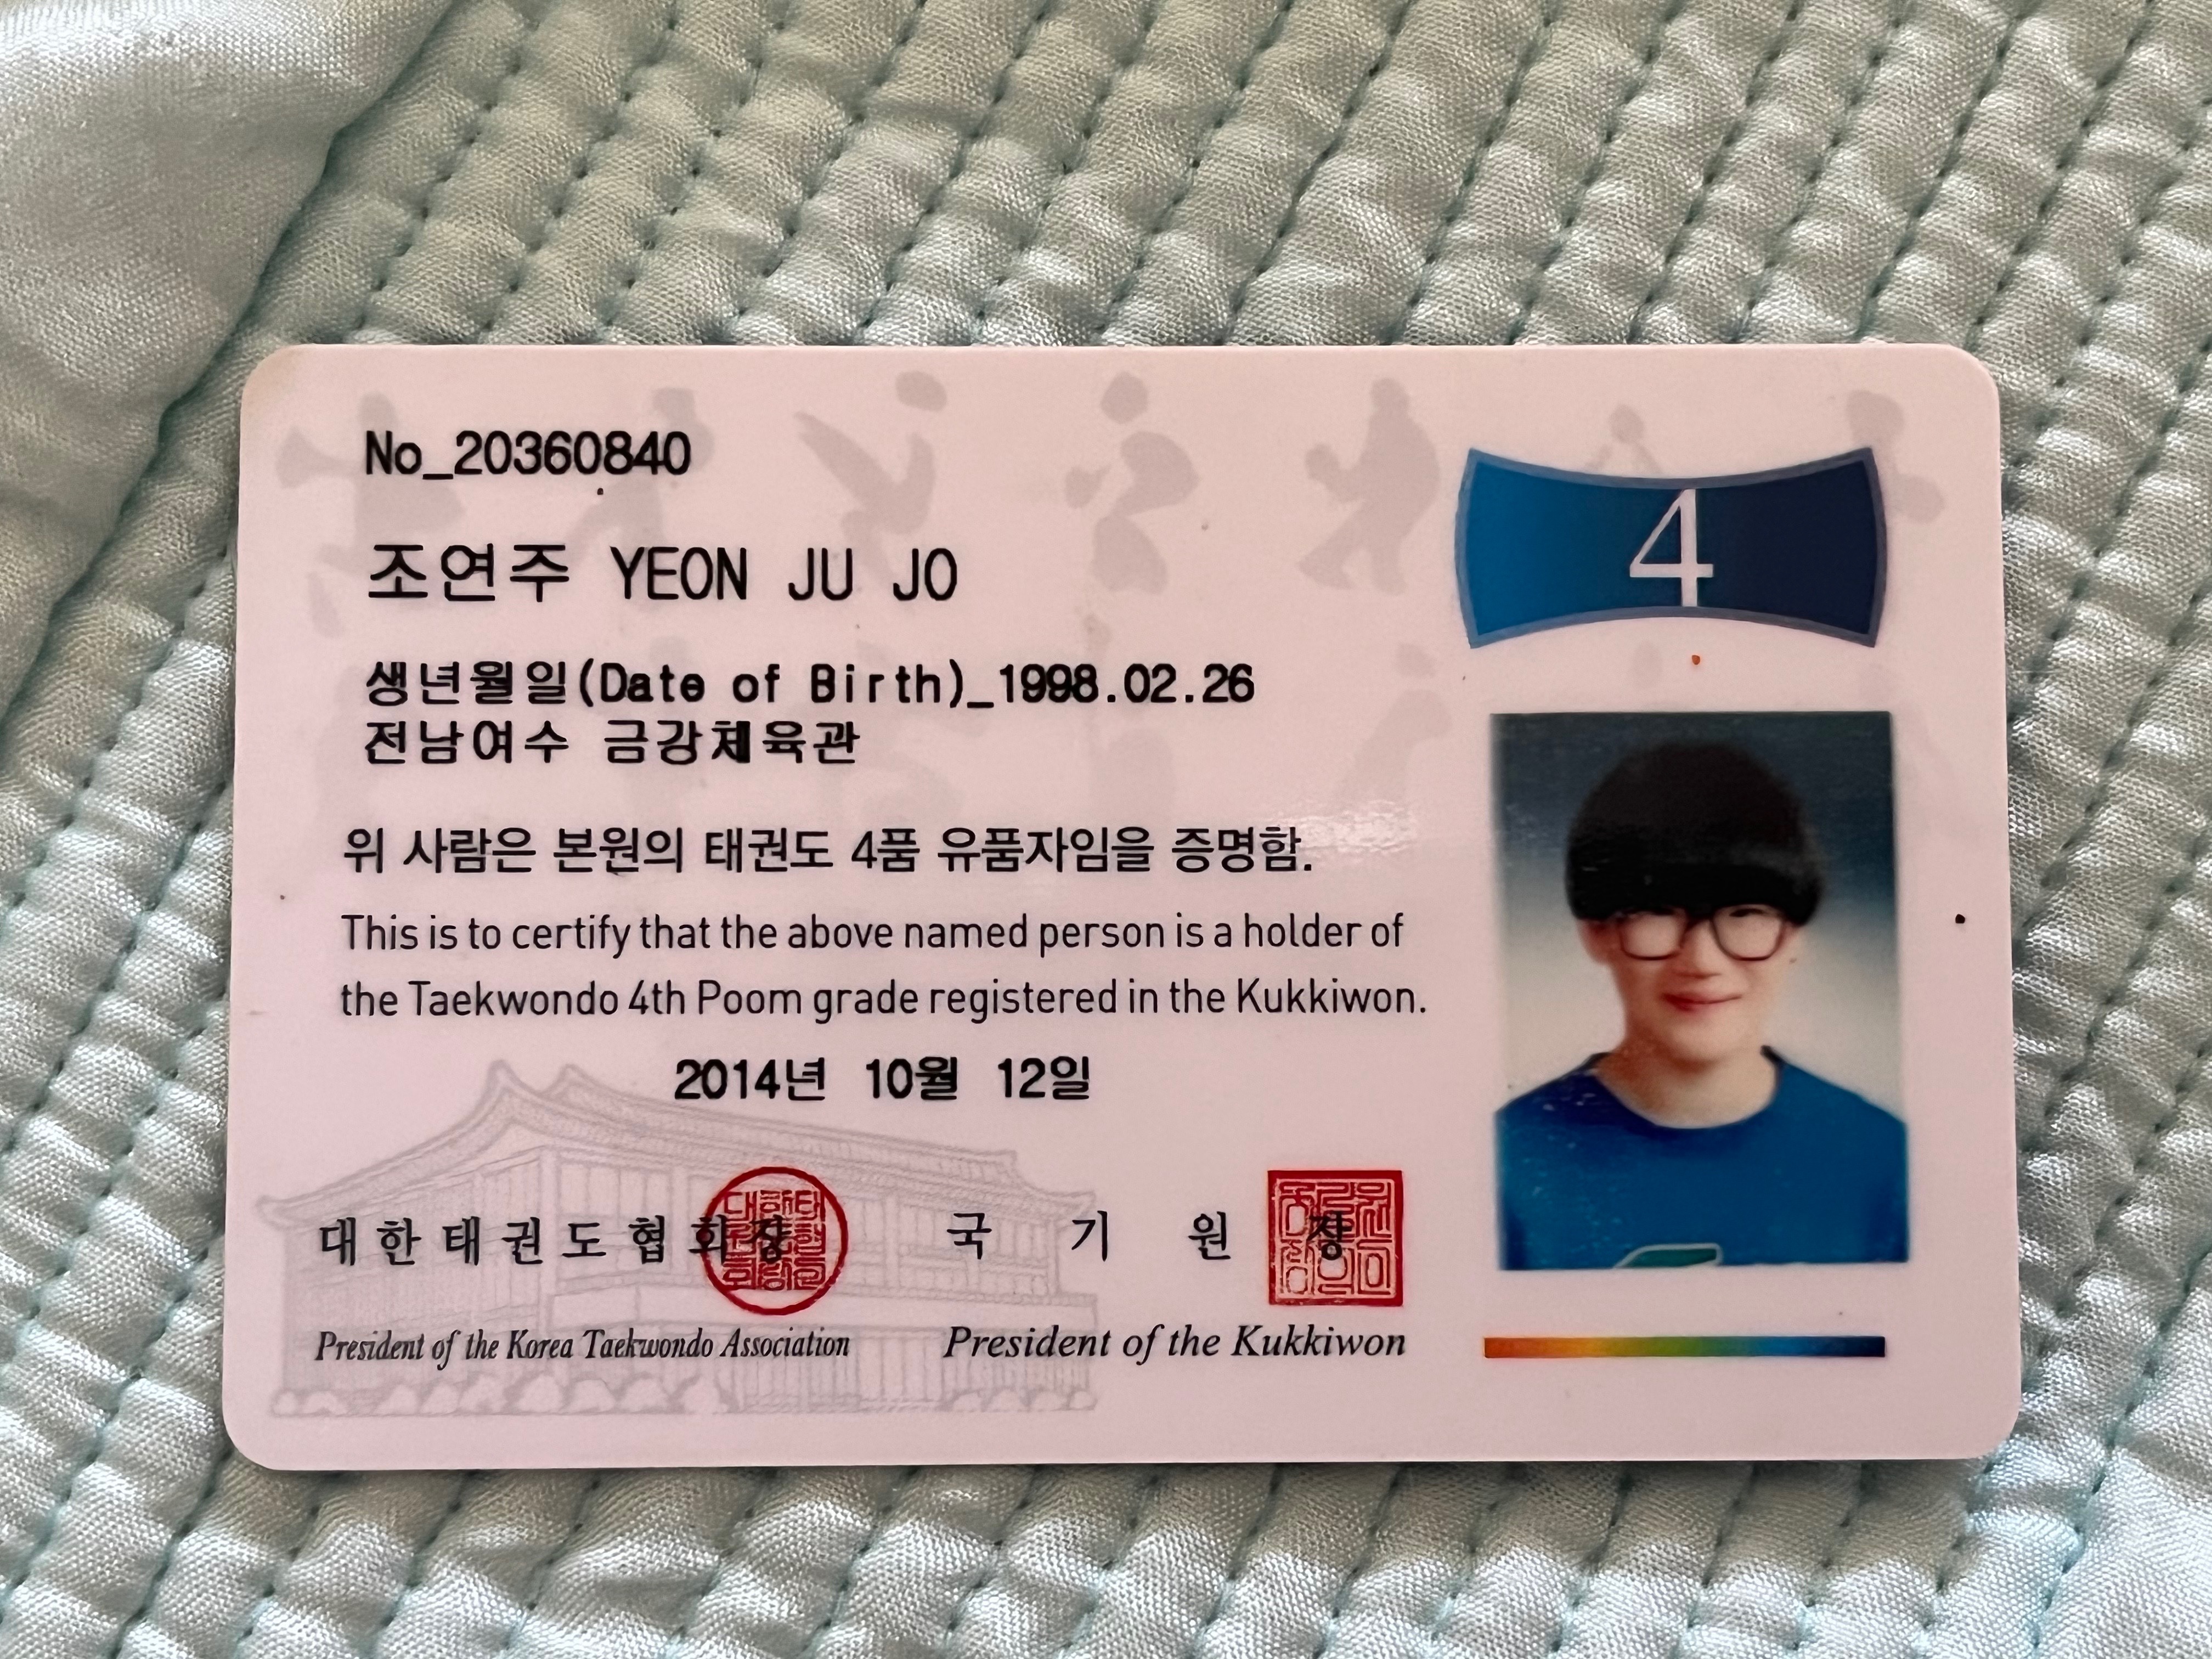 No_20360840
4
조연주 YEON JU JO
생년월일(Date of Birth)_1998.02.26
전남여수 금강체육관
위 사람은 본원의 태권도 4품 유품자임을 증명함.
This is to certify that the above named person is a holder of
the Taekwondo 4th Poom grade registered in the Kukkiwon.
2014년 10월 12일
대한태권도협회장 국기원장
President of the Korea Taekwondo Association President of the Kukkiwon